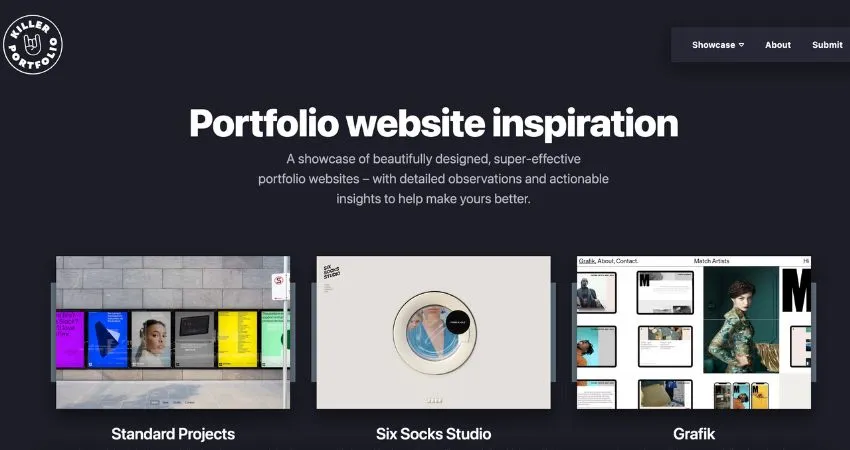 KILLER
PORTFOLIO
Showcase
About
Submit
Portfolio website inspiration
A showcase of beautifully designed, super-effective
portfolio websites – with detailed observations and actionable
insights to help make yours better.
SIX
SOCKS
STUDIO
Grafik, About, Contact.
Match Artists
Hi
M
M
Standard Projects
Six Socks Studio
Grafik